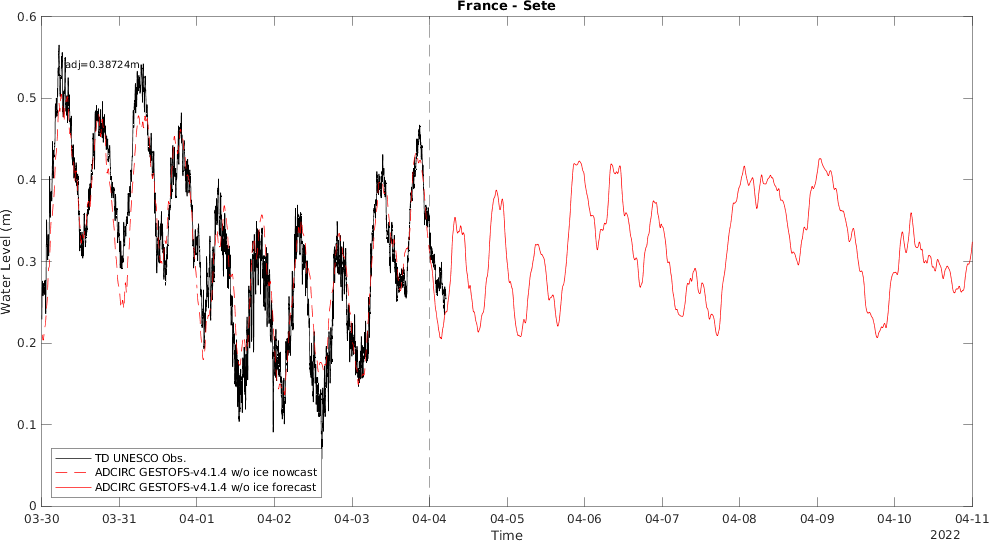 France - Sete
adj=0.38724m
Water Level (m)
0.6
0.5
0.4
0.3
0.2
0.1
0
TD UNESCO Obs.
ADCIRC GESTOFS-v4.1.4 w/o ice nowcast
ADCIRC GESTOFS-v4.1.4 w/o ice forecast
03-30 03-31 04-01 04-02 04-03 04-04 04-05 04-06 04-07 04-08 04-09 04-10 04-11
Time
2022